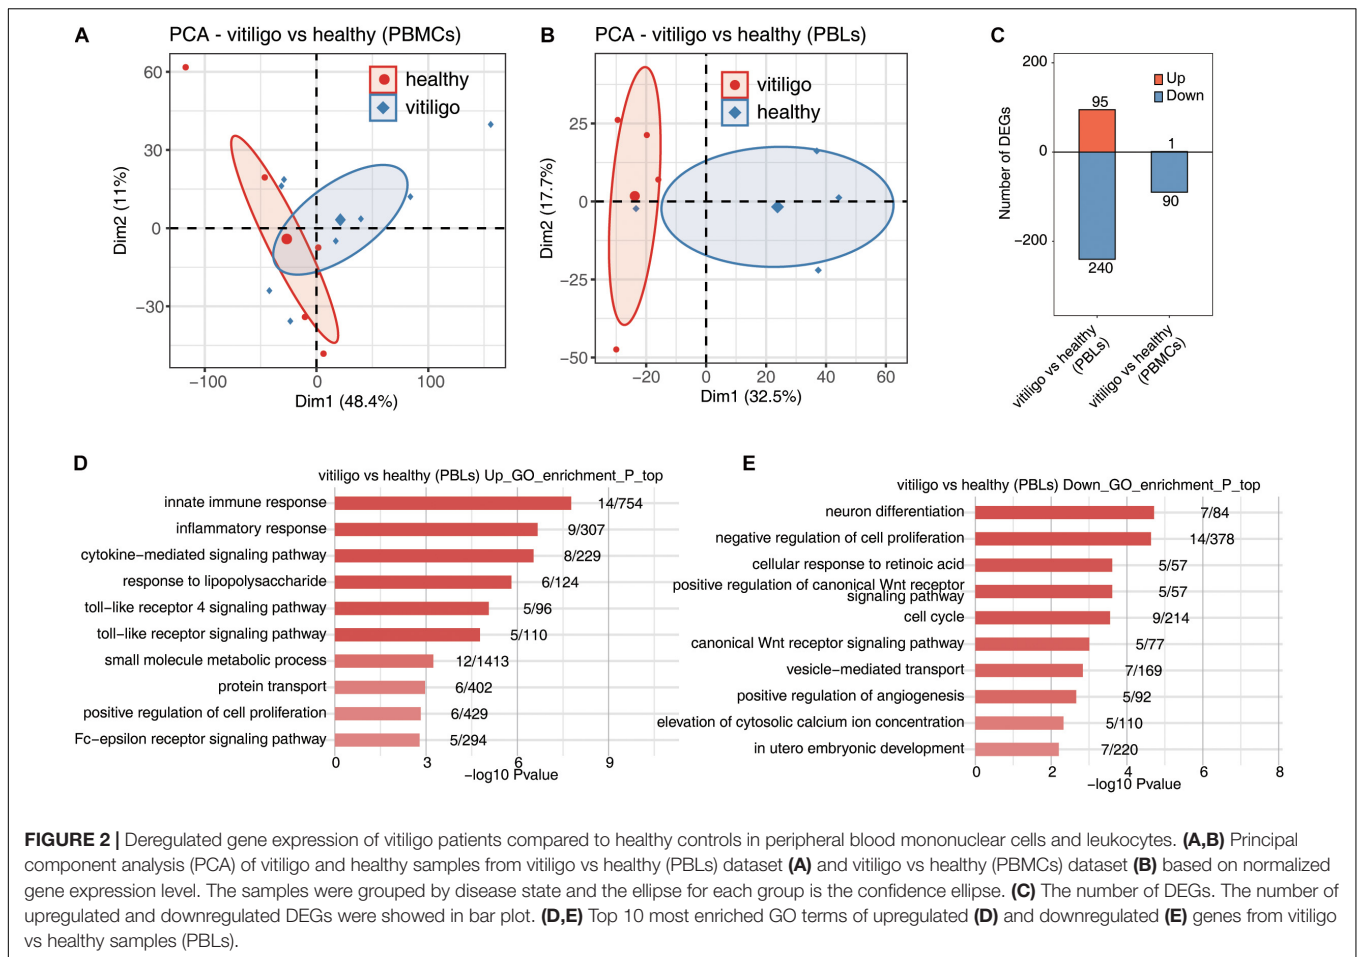 A
PCA - vitiligo vs healthy (PBMCs)
healthy
vitiligo
60
30
0
−30
Dim2 (11%)
−100
0
100
Dim1 (48.4%)
B
PCA - vitiligo vs healthy (PBLs)
vitiligo
healthy
25
0
−25
−50
Dim2 (17.7%)
−20
0
20
40
60
Dim1 (32.5%)
C
Up
Down
200
0
−200
Number of DEGs
95
1
240
90
vitiligo vs healthy
(PBLs)
vitiligo vs healthy
(PBMCs)
D
vitiligo vs healthy (PBLs) Up_GO_enrichment_P_top
innate immune response 14/754
inflammatory response 9/307
cytokine−mediated signaling pathway 8/229
response to lipopolysaccharide 6/124
toll−like receptor 4 signaling pathway 5/96
toll−like receptor signaling pathway 5/110
small molecule metabolic process 12/1413
protein transport 6/402
positive regulation of cell proliferation 6/429
Fc−epsilon receptor signaling pathway 5/294
0 3 6 9
−log10 Pvalue
E
vitiligo vs healthy (PBLs) Down_GO_enrichment_P_top
neuron differentiation 7/84
negative regulation of cell proliferation 14/378
cellular response to retinoic acid 5/57
positive regulation of canonical Wnt receptor
signaling pathway 5/57
cell cycle 9/214
canonical Wnt receptor signaling pathway 5/77
vesicle−mediated transport 7/169
positive regulation of angiogenesis 5/92
elevation of cytosolic calcium ion concentration 5/110
in utero embryonic development 7/220
0 2 4 6 8
−log10 Pvalue
FIGURE 2 | Deregulated gene expression of vitiligo patients compared to healthy controls in peripheral blood mononuclear cells and leukocytes. (A,B) Principal
component analysis (PCA) of vitiligo and healthy samples from vitiligo vs healthy (PBLs) dataset (A) and vitiligo vs healthy (PBMCs) dataset (B) based on normalized
gene expression level. The samples were grouped by disease state and the ellipse for each group is the confidence ellipse. (C) The number of DEGs. The number of
upregulated and downregulated DEGs were showed in bar plot. (D,E) Top 10 most enriched GO terms of upregulated (D) and downregulated (E) genes from vitiligo
vs healthy samples (PBLs).